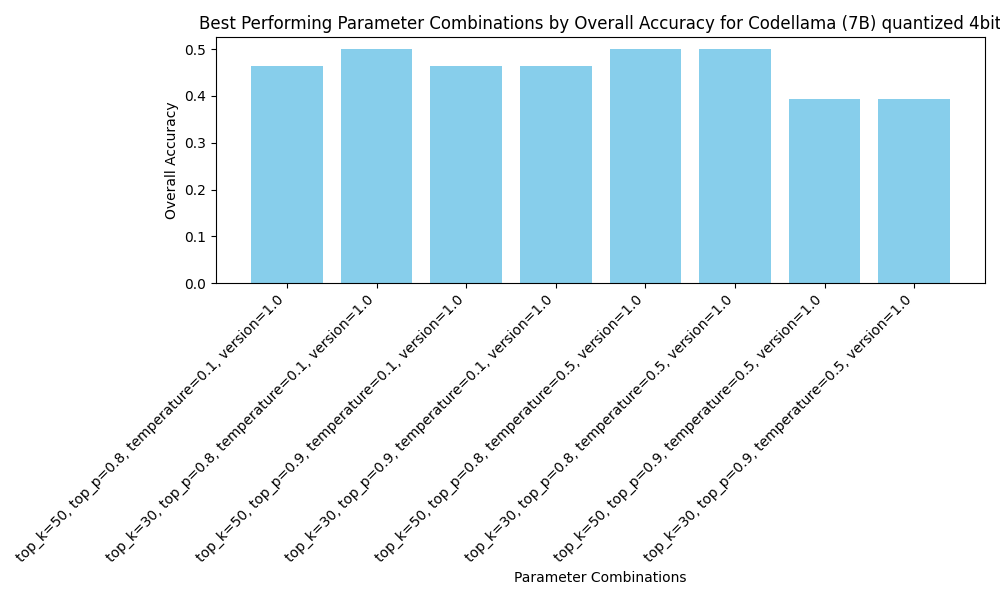 Best Performing Parameter Combinations by Overall Accuracy for Codellama (7B) quantized 4bit
Overall Accuracy
0.5
0.4
0.3
0.2
0.1
0.0
top_k=50, top_p=0.8, temperature=0.1, version=1.0
top_k=30, top_p=0.8, temperature=0.1, version=1.0
top_k=50, top_p=0.9, temperature=0.1, version=1.0
top_k=30, top_p=0.9, temperature=0.1, version=1.0
top_k=50, top_p=0.8, temperature=0.5, version=1.0
top_k=30, top_p=0.8, temperature=0.5, version=1.0
top_k=50, top_p=0.9, temperature=0.5, version=1.0
top_k=30, top_p=0.9, temperature=0.5, version=1.0
Parameter Combinations